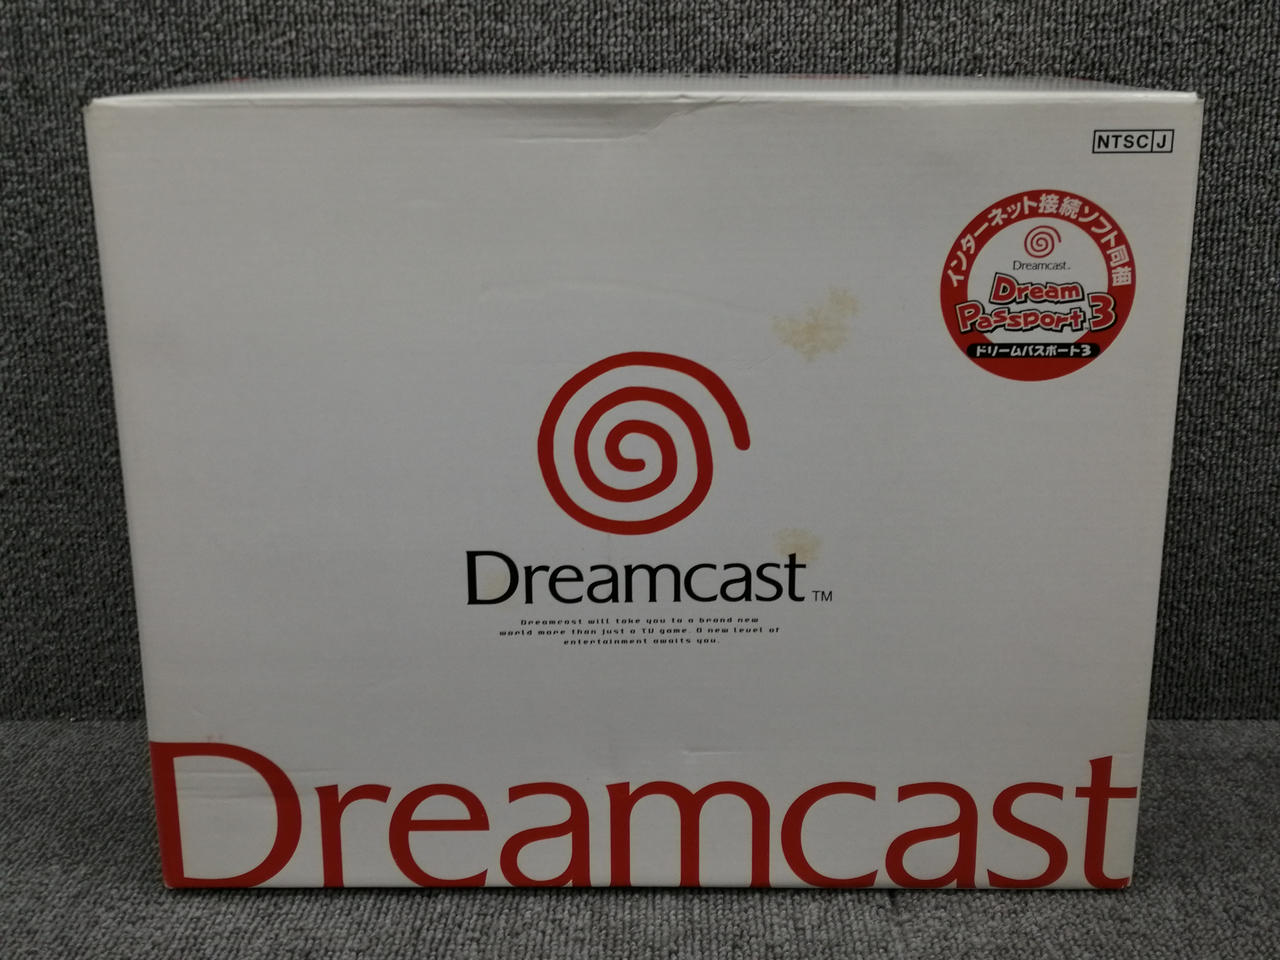 NTSC J
インターネット接続ソフト同梱
Dreamcast™
Dream
Passport 3
ドリームパスポート3
Dreamcast™
Dreamcast will take you to a brand new
world more than just a TV game. A new level of
entertainment awaits you.
Dreamcast